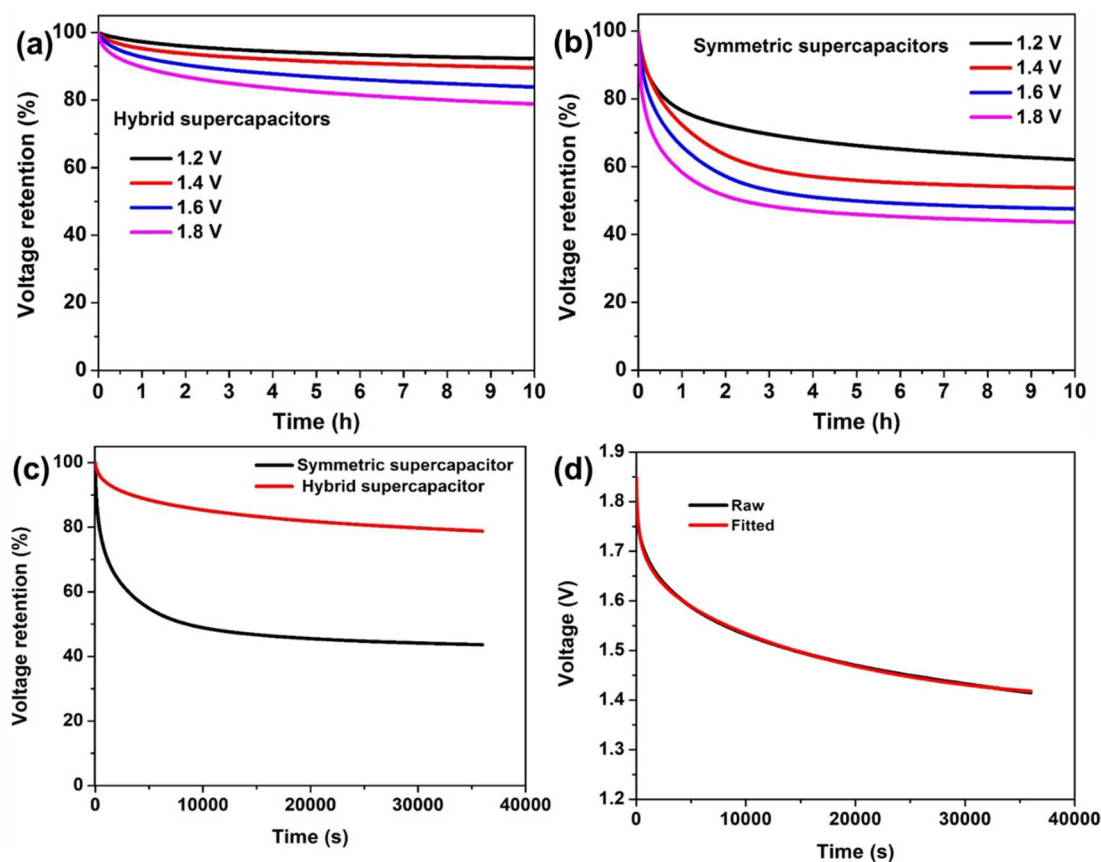 (a)
Voltage retention (%)
100
80
60
40
20
0
Hybrid supercapacitors
1.2 V
1.4 V
1.6 V
1.8 V
0 1 2 3 4 5 6 7 8 9 10
Time (h)
(b)
Voltage retention (%)
100
80
60
40
20
0
Symmetric supercapacitors
1.2 V
1.4 V
1.6 V
1.8 V
0 1 2 3 4 5 6 7 8 9 10
Time (h)
(c)
Voltage retention (%)
100
80
60
40
20
0
Symmetric supercapacitor
Hybrid supercapacitor
0 10000 20000 30000 40000
Time (s)
(d)
Voltage (V)
1.9
1.8
1.7
1.6
1.5
1.4
1.3
1.2
Raw
Fitted
0 10000 20000 30000 40000
Time (s)